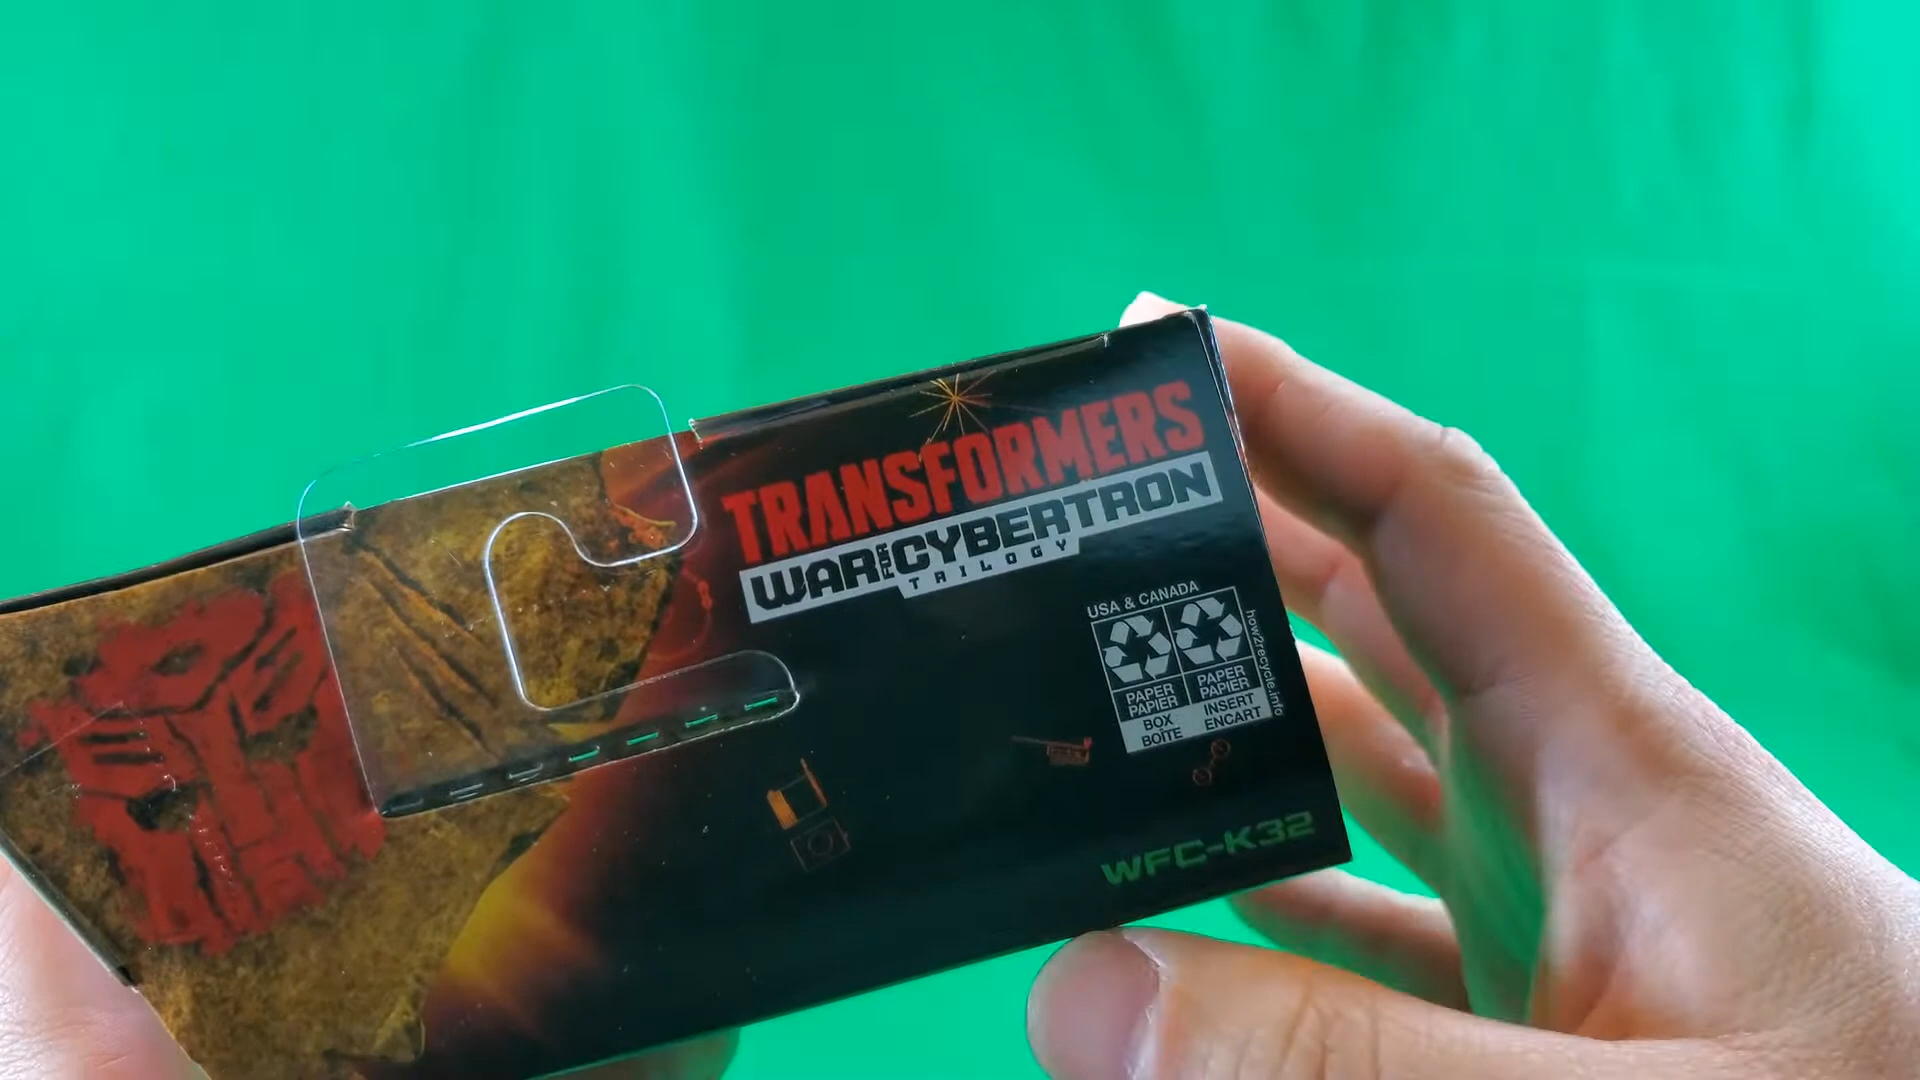 TRANSFORMERS
WAR FOR CYBERTRON
TRILOGY
USA & CANADA
PAPER
PAPIER
BOX
BOÎTE
PAPER
PAPIER
INSERT
ENCART
how2recycle.info
WFC-K32